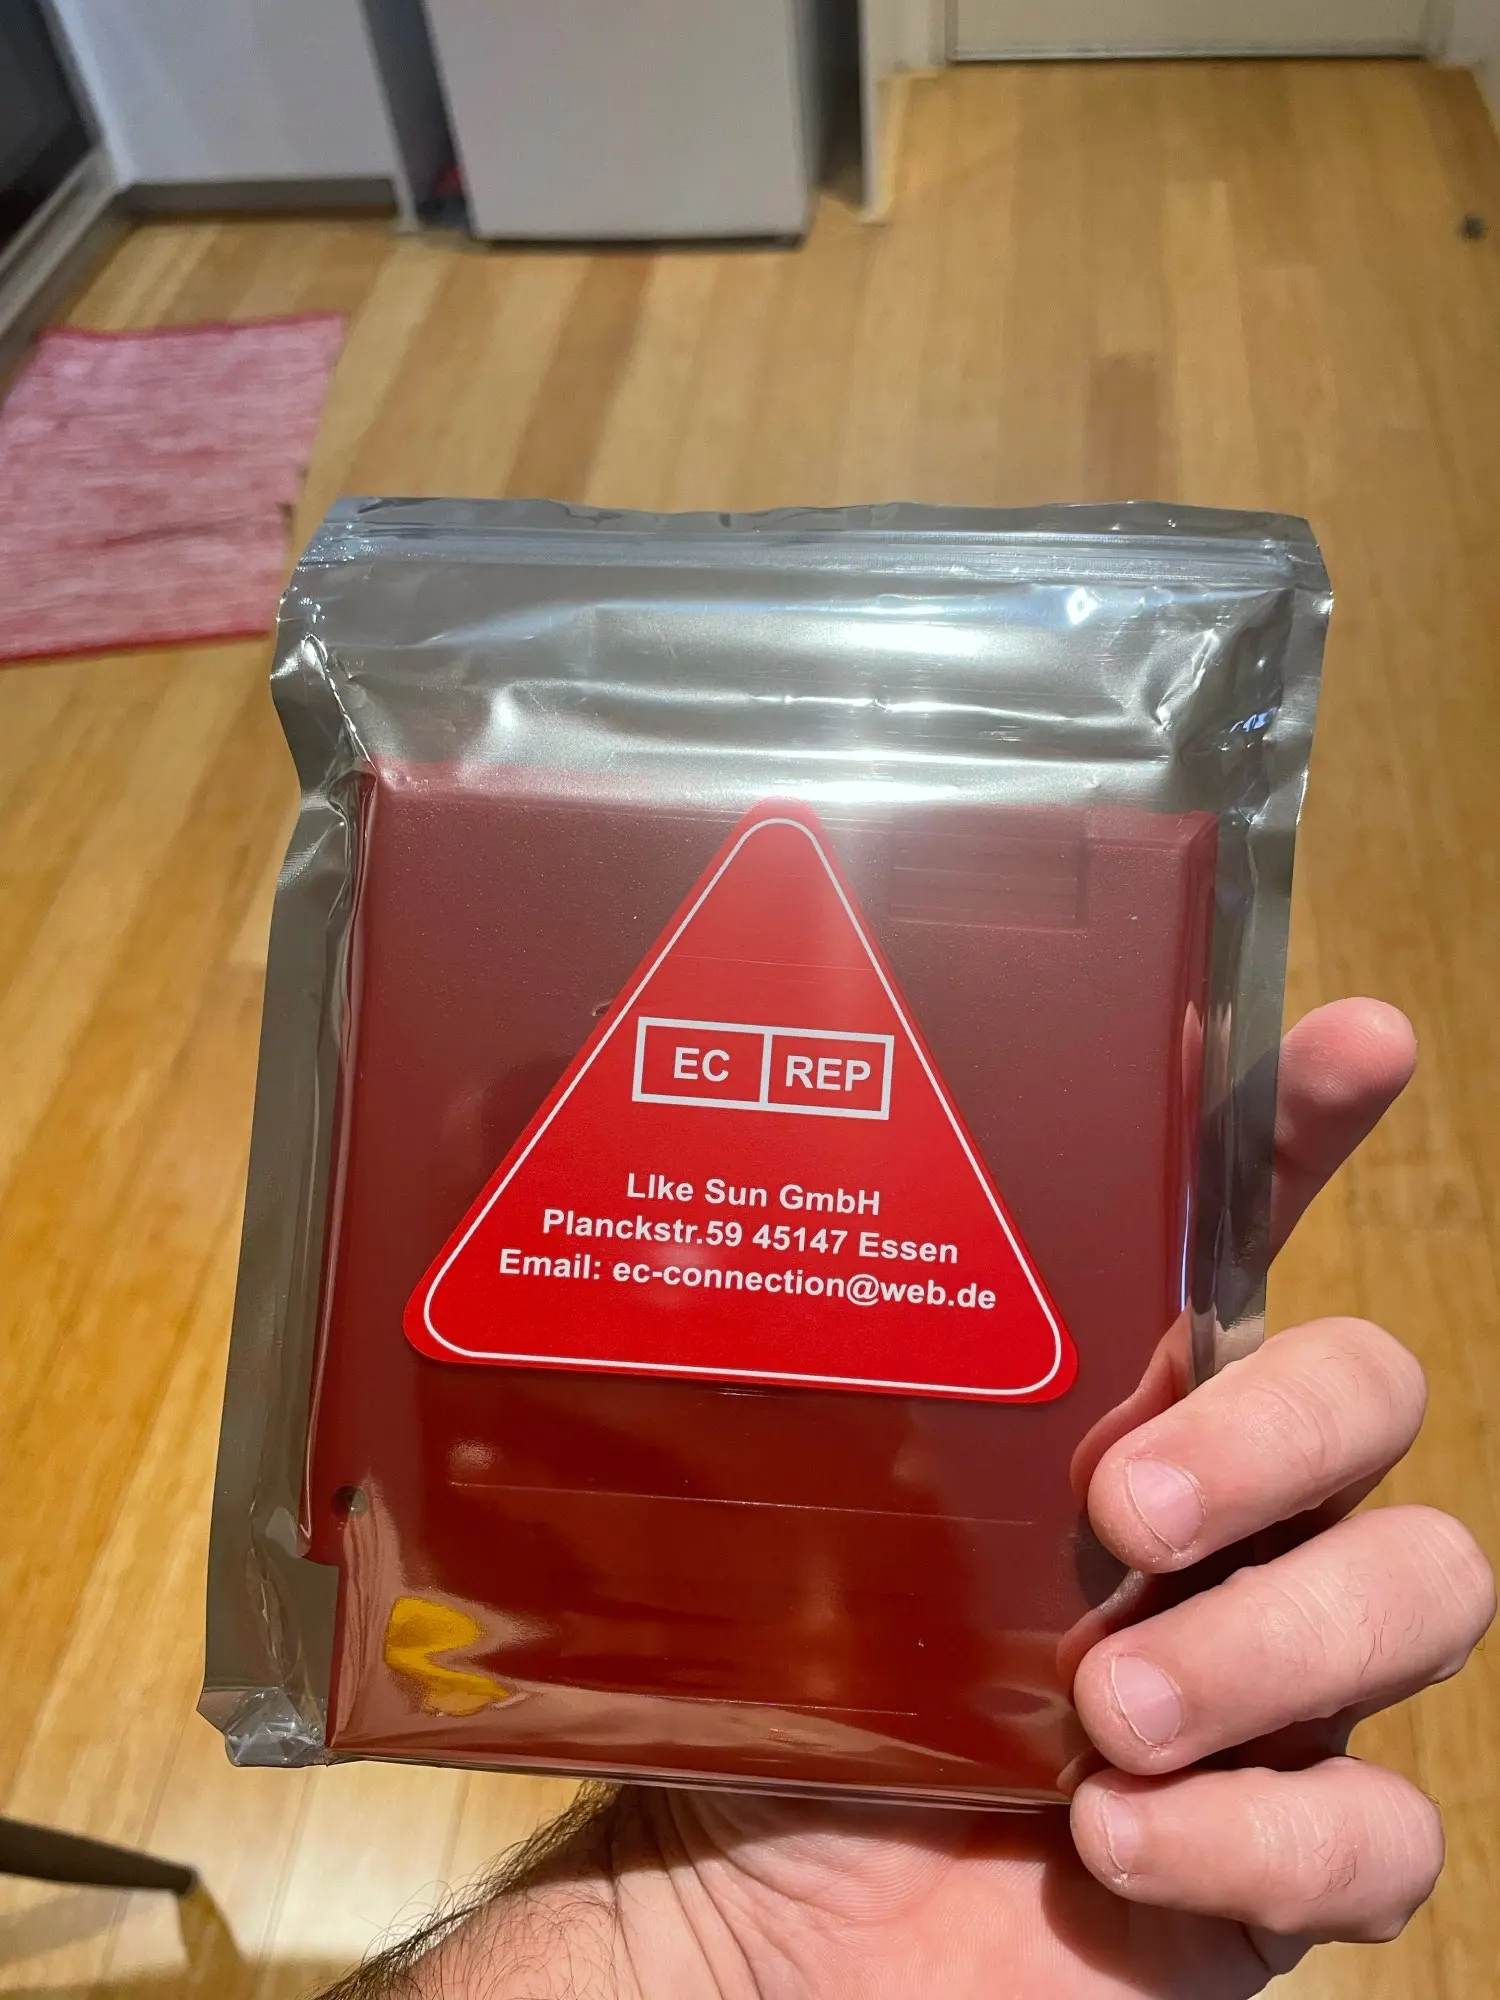 EC REP
LIke Sun GmbH
Planckstr.59 45147 Essen
Email: ec-connection@web.de